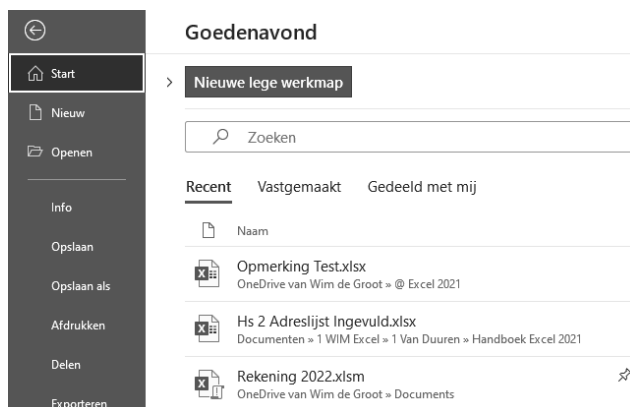 Goedenavond
Start
Nieuw
Openen
Info
Opslaan
Opslaan als
Afdrukken
Delen
Exporteren
Nieuwe lege werkmap
Zoeken
Recent Vastgemaakt Gedeeld met mij
Naam
Opmerking Test.xlsx
OneDrive van Wim de Groot » @ Excel 2021
Hs 2 Adreslijst Ingevuld.xlsx
Documenten » 1 WIM Excel » 1 Van Duuren » Handboek Excel 2021
Rekening 2022.xlsm
OneDrive van Wim de Groot » Documents